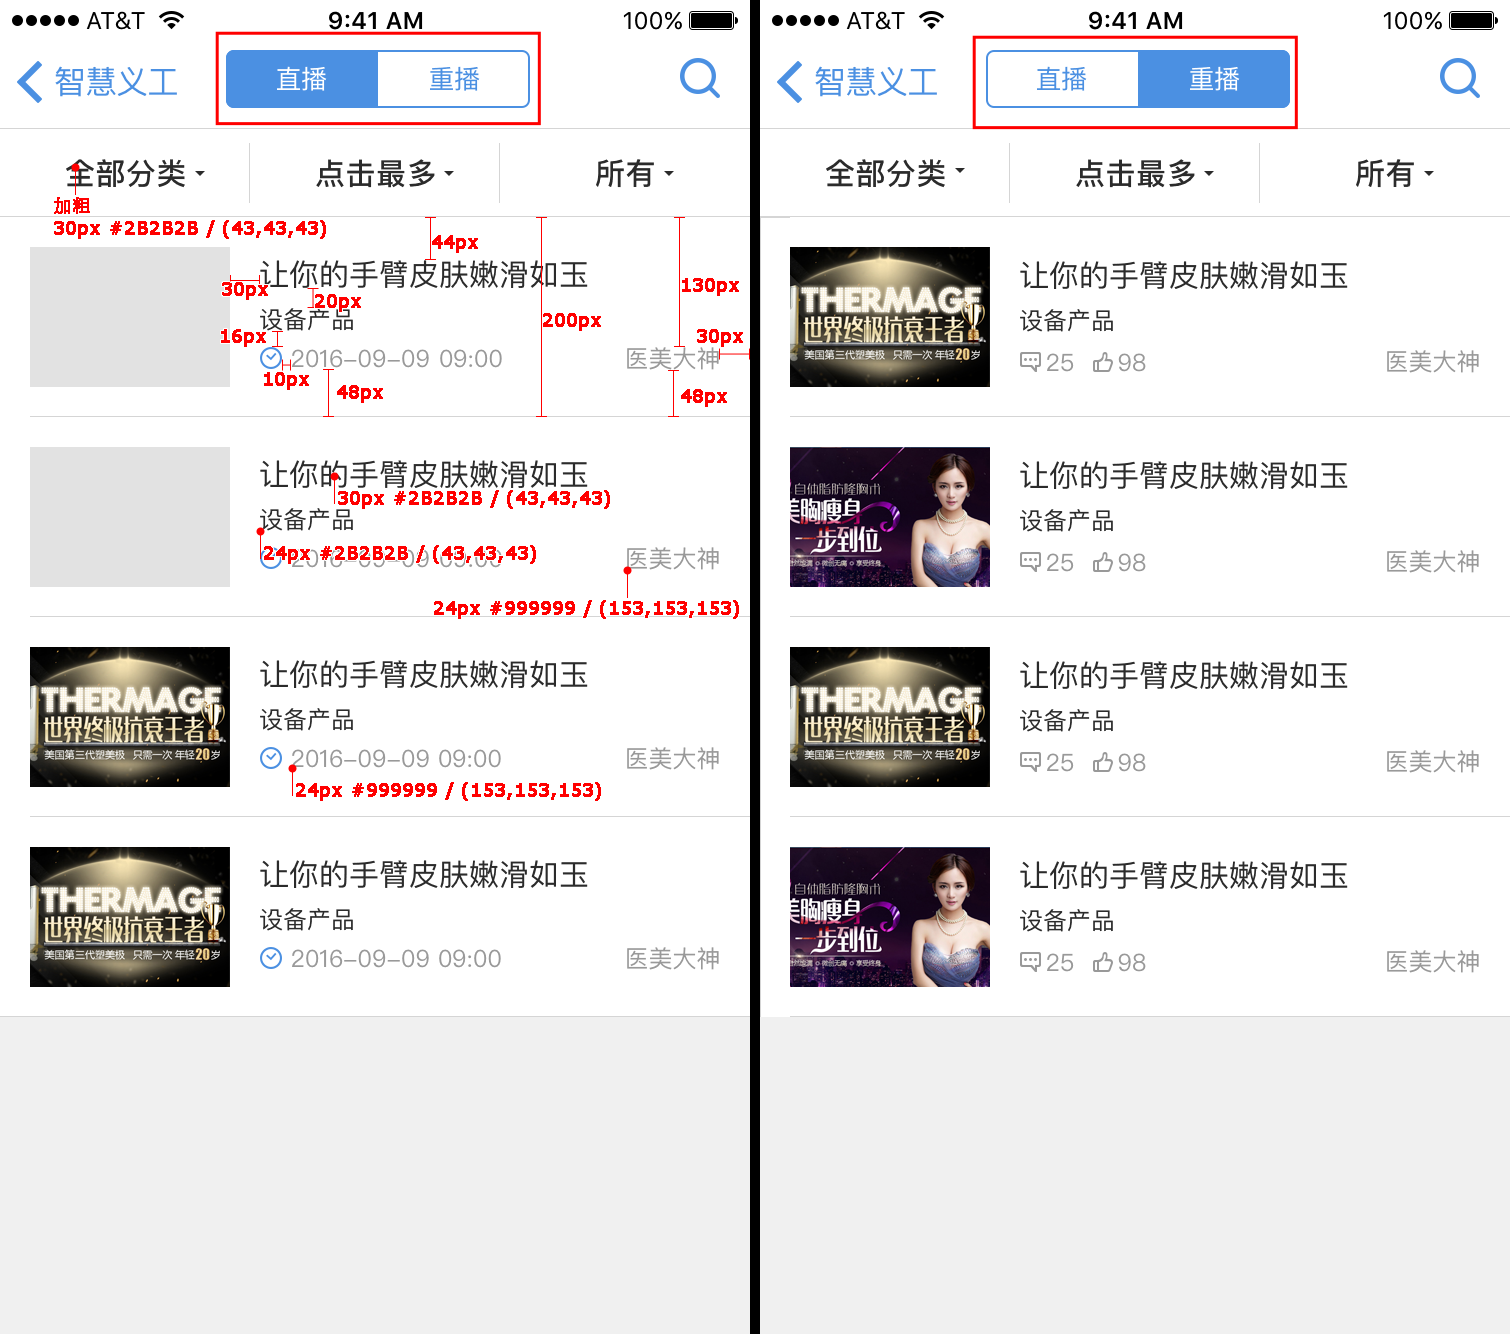 ●●●●● AT&T 9:41 AM 100%
智慧义工 直播 重播
全部分类 点击最多 所有
加粗
30px #2B2B2B / (43,43,43)
44px
让你的手臂皮肤嫩滑如玉
30px
20px
130px
设备产品
200px
16px
30px
2016-09-09 09:00 医美大神
10px
48px
48px
让你的手臂皮肤嫩滑如玉
30px #2B2B2B / (43,43,43)
设备产品
24px #2B2B2B / (43,43,43)
2016-09-09 09:00 医美大神
24px #999999 / (153,153,153)
THERMAGE
世界终极抗衰王者
美国第三代塑美极 只需一次 年轻20岁
让你的手臂皮肤嫩滑如玉
设备产品
2016-09-09 09:00 医美大神
24px #999999 / (153,153,153)
THERMAGE
世界终极抗衰王者
美国第三代塑美极 只需一次 年轻20岁
让你的手臂皮肤嫩滑如玉
设备产品
2016-09-09 09:00 医美大神
●●●●● AT&T 9:41 AM 100%
智慧义工 直播 重播
全部分类 点击最多 所有
THERMAGE
世界终极抗衰王者
美国第三代塑美极 只需一次 年轻20岁
让你的手臂皮肤嫩滑如玉
设备产品
25 98 医美大神
自体脂肪隆胸术
美胸瘦身
一步到位
让你的手臂皮肤嫩滑如玉
设备产品
25 98 医美大神
THERMAGE
世界终极抗衰王者
美国第三代塑美极 只需一次 年轻20岁
让你的手臂皮肤嫩滑如玉
设备产品
25 98 医美大神
自体脂肪隆胸术
美胸瘦身
一步到位
让你的手臂皮肤嫩滑如玉
设备产品
25 98 医美大神